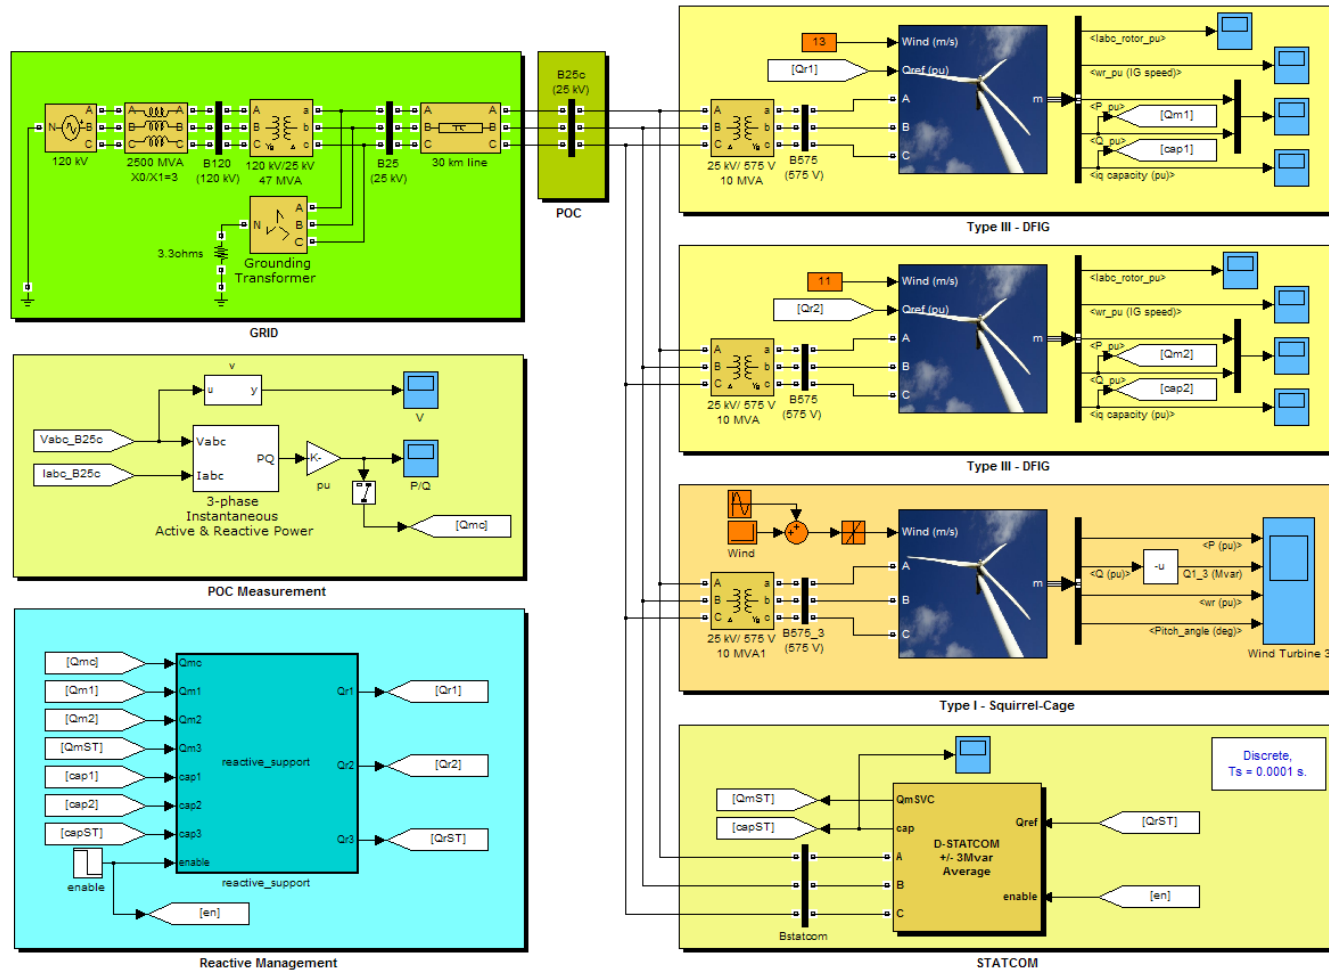 N
A
B
C
A
B
C
120 kV
A
B
C
A
B
C
2500 MVA
X0/X1=3
B120
(120 kV)
A
B
C
a
b
c
Δ
Yg
120 kV/25 kV
47 MVA
B25
(25 kV)
A
B
C
A
B
C
30 km line
N
A
B
C
3.3ohms
Grounding
Transformer
GRID
B25c
(25 kV)
POC
v
u
y
V
Vabc_B25c
Iabc_B25c
Vabc
Iabc
PQ
K-
pu
P/Q
3-phase
Instantaneous
Active & Reactive Power
[Qmc]
POC Measurement
[Qmc]
[Qm1]
[Qm2]
[QmST]
[cap1]
[cap2]
[capST]
enable
[en]
Qmc
Qm1
Qm2
Qm3
cap1
cap2
cap3
enable
reactive_support
Qr1
Qr2
Qr3
reactive_support
[Qr1]
[Qr2]
[QrST]
Reactive Management
13
[Qr1]
Wind (m/s)
Qref (pu)
A
B
C
m
A
B
C
a
b
c
Δ
Yg
25 kV/ 575 V
10 MVA
B575
(575 V)
<Iabc_rotor_pu>
<wr_pu (IG speed)>
<P_pu>
[Qm1]
<Q_pu>
[cap1]
<iq capacity (pu)>
Type III - DFIG
11
[Qr2]
Wind (m/s)
Qref (pu)
A
B
C
m
A
B
C
a
b
c
Δ
Yg
25 kV/ 575 V
10 MVA
B575
(575 V)
<Iabc_rotor_pu>
<wr_pu (IG speed)>
<P_pu>
[Qm2]
<Q_pu>
[cap2]
<iq capacity (pu)>
Type III - DFIG
Wind
Wind (m/s)
A
B
C
m
A
B
C
a
b
c
Δ
Yg
25 kV/ 575 V
10 MVA1
B575_3
(575 V)
<P (pu)>
<Q (pu)>
-u
Q1_3 (Mvar)
<wr (pu)>
<Pitch_angle (deg)>
Wind Turbine 3
Type I - Squirrel-Cage
Discrete,
Ts = 0.0001 s.
[QmST]
[capST]
QmSVC
cap
A
B
C
Qref
enable
D-STATCOM
+/- 3Mvar
Average
[QrST]
[en]
Bstatcom
STATCOM